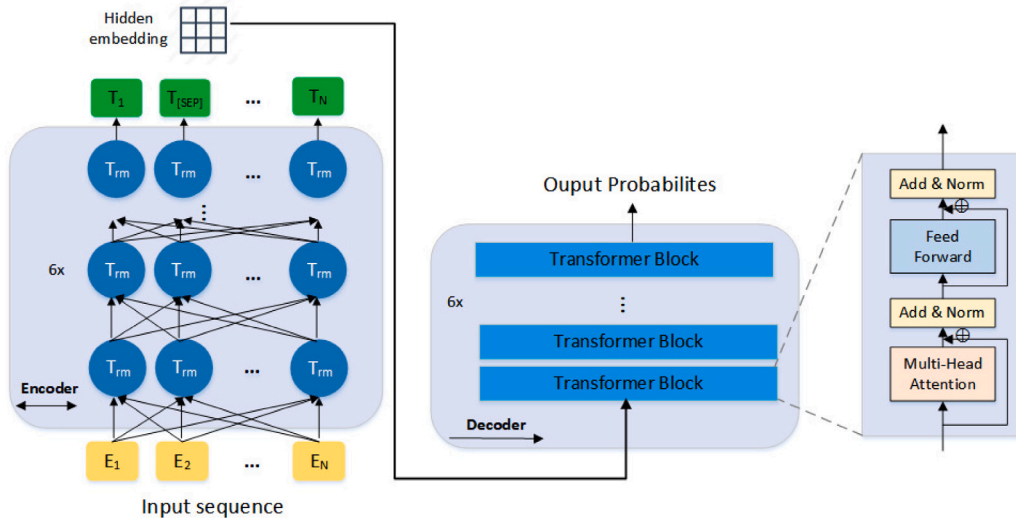 Hidden
embedding
T1 T[SEP] ... TN
Trm Trm ... Trm
...
6x Trm Trm ... Trm
Trm Trm ... Trm
Encoder
E1 E2 ... EN
Input sequence
Ouput Probabilites
Transformer Block
6x
...
Transformer Block
Transformer Block
Decoder
Add & Norm
Feed
Forward
Add & Norm
Multi-Head
Attention